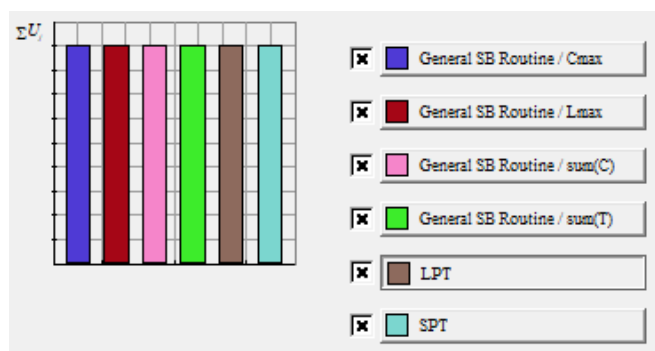 ΣUj
General SB Routine / Cmax
General SB Routine / Lmax
General SB Routine / sum(C)
General SB Routine / sum(T)
LPT
SPT